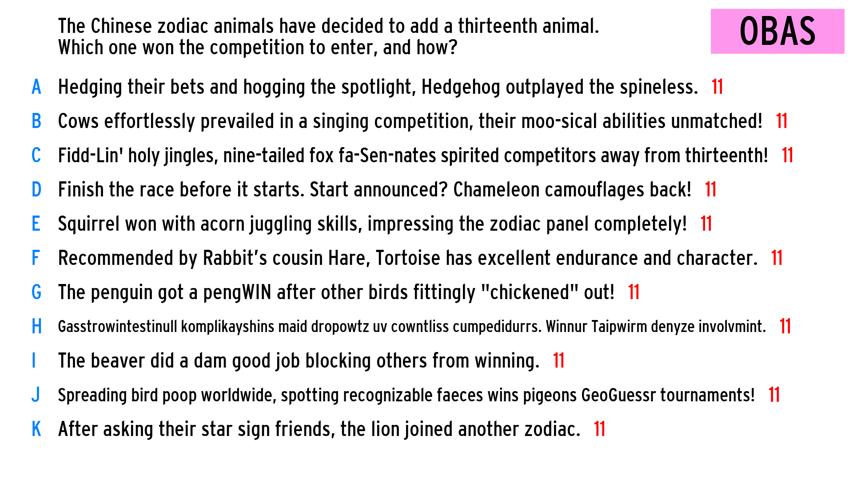 The Chinese zodiac animals have decided to add a thirteenth animal.
Which one won the competition to enter, and how?
OBAS
A Hedging their bets and hogging the spotlight, Hedgehog outplayed the spineless. 11
B Cows effortlessly prevailed in a singing competition, their moo-sical abilities unmatched! 11
C Fidd-Lin' holy jingles, nine-tailed fox fa-Sen-nates spirited competitors away from thirteenth! 11
D Finish the race before it starts. Start announced? Chameleon camouflages back! 11
E Squirrel won with acorn juggling skills, impressing the zodiac panel completely! 11
F Recommended by Rabbit's cousin Hare, Tortoise has excellent endurance and character. 11
G The penguin got a pengWIN after other birds fittingly "chickened" out! 11
H Gasstrowintestinull komplikayshins maid dropowtz uv cowntliss cumpedidurrs. Winnur Taipwirm denyze involvmint. 11
I The beaver did a dam good job blocking others from winning. 11
J Spreading bird poop worldwide, spotting recognizable faeces wins pigeons GeoGuessr tournaments! 11
K After asking their star sign friends, the lion joined another zodiac. 11